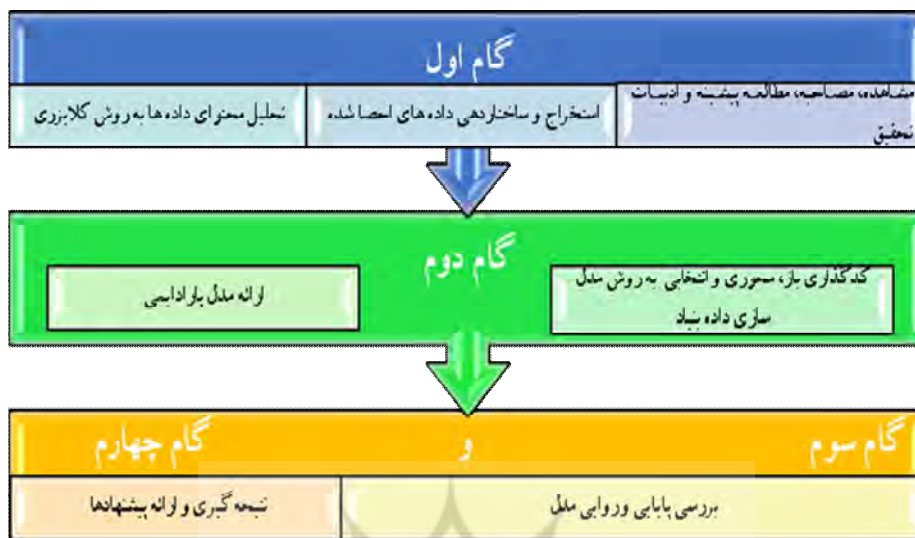 گام اول
مشاهده، مصاحبه، مطالعه پیشینه و ادبیات
تحقیق
استخراج و ساختاردهی داده های احصا شده
تحلیل محتوای داده ها به روش کلایزری
گام دوم
کدگذاری باز، محوری و انتخابی به روش مدل
سازی داده بنیاد
ارائه مدل پارادایمی
گام سوم
و
گام چهارم
بررسی پایایی و روایی مدل
نتیجه گیری و ارائه پیشنهادها